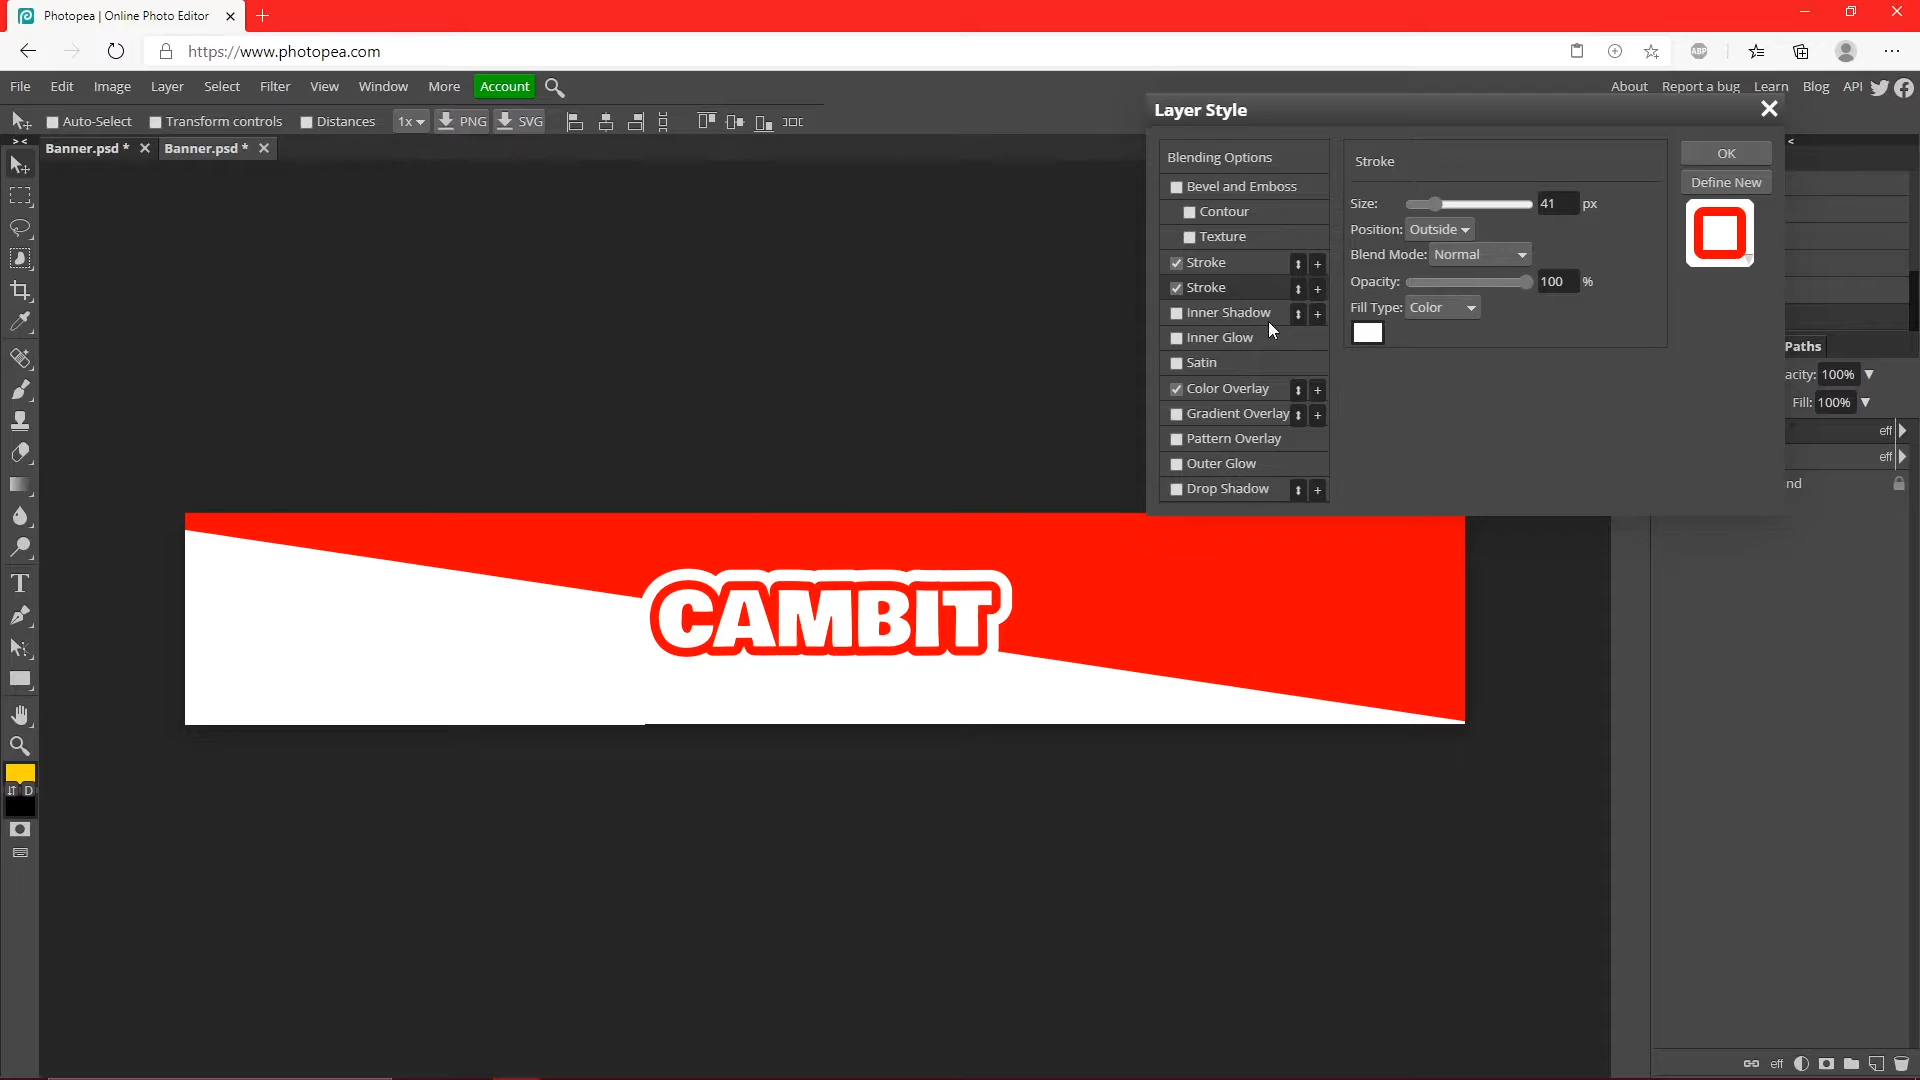 Photopea | Online Photo Editor
https://www.photopea.com
ABP
File Edit Image Layer Select Filter View Window More Account
About Report a bug Learn Blog API
Auto-Select Transform controls Distances 1x PNG SVG
Banner.psd * Banner.psd *
Layer Style
Blending Options
Bevel and Emboss
Contour
Texture
Stroke
Stroke
Inner Shadow
Inner Glow
Satin
Color Overlay
Gradient Overlay
Pattern Overlay
Outer Glow
Drop Shadow
Stroke
Size: 41 px
Position: Outside
Blend Mode: Normal
Opacity: 100 %
Fill Type: Color
OK
Define New
Paths
acity: 100%
Fill: 100%
eff
eff
nd
CAMBIT
D
eff